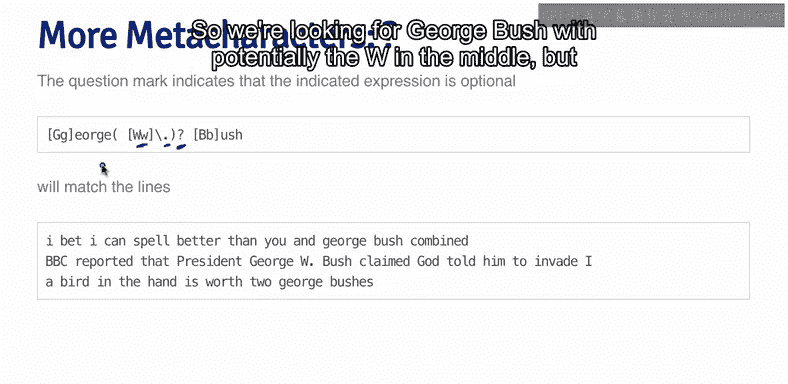 So we're looking for George Bush with
potentially the W in the middle, but
More Metacharacters: ?
The question mark indicates that the indicated expression is optional
[Gg]eorge( [Ww]\.)? [Bb]ush
will match the lines
i bet i can spell better than you and george bush combined
BBC reported that President George W. Bush claimed God told him to invade I
a bird in the hand is worth two george bushes